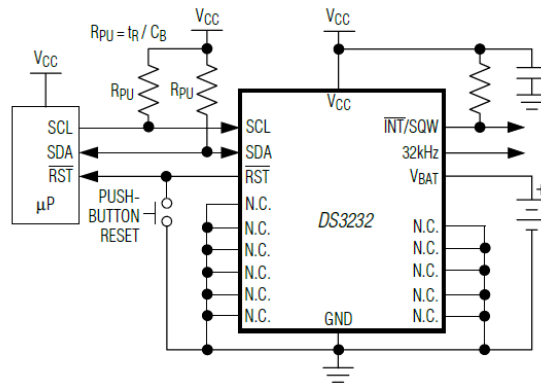 VCC
RPU = tR / CB
VCC
VCC
RPU
RPU
VCC
SCL
SCL
INT/SQW
SDA
SDA
32kHz
RST
RST
VBAT
μP
PUSH-
BUTTON
RESET
N.C.
N.C.
N.C.
N.C.
N.C.
N.C.
DS3232
N.C.
N.C.
N.C.
N.C.
N.C.
GND
+